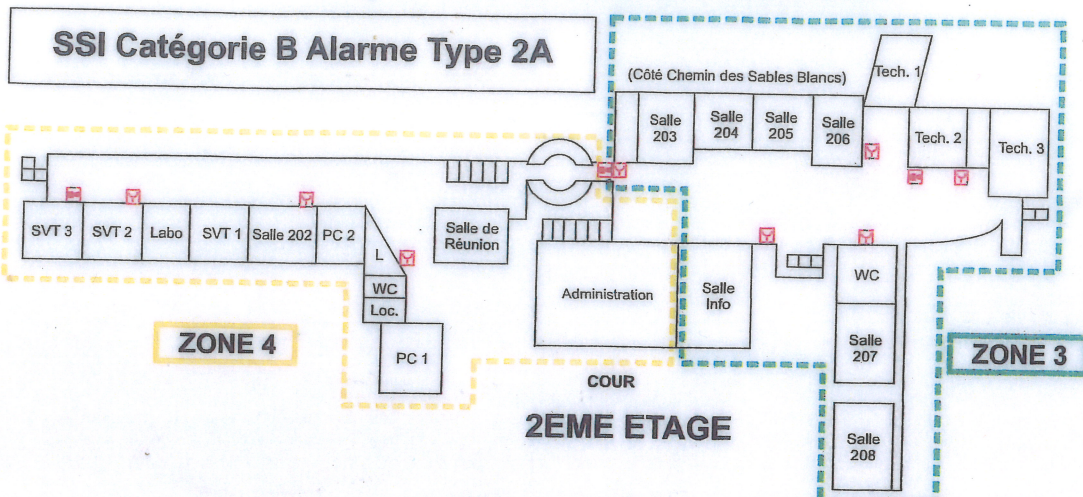 SSI Catégorie B Alarme Type 2A
(Côté Chemin des Sables Blancs)
Tech. 1
Salle
203
Salle
204
Salle
205
Salle
206
Tech. 2
Tech. 3
SVT 3
SVT 2
Labo
SVT 1
Salle 202
PC 2
L
WC
Loc.
PC 1
Salle de
Réunion
Administration
Salle
Info
WC
Salle
207
Salle
208
ZONE 4
ZONE 3
COUR
2EME ETAGE